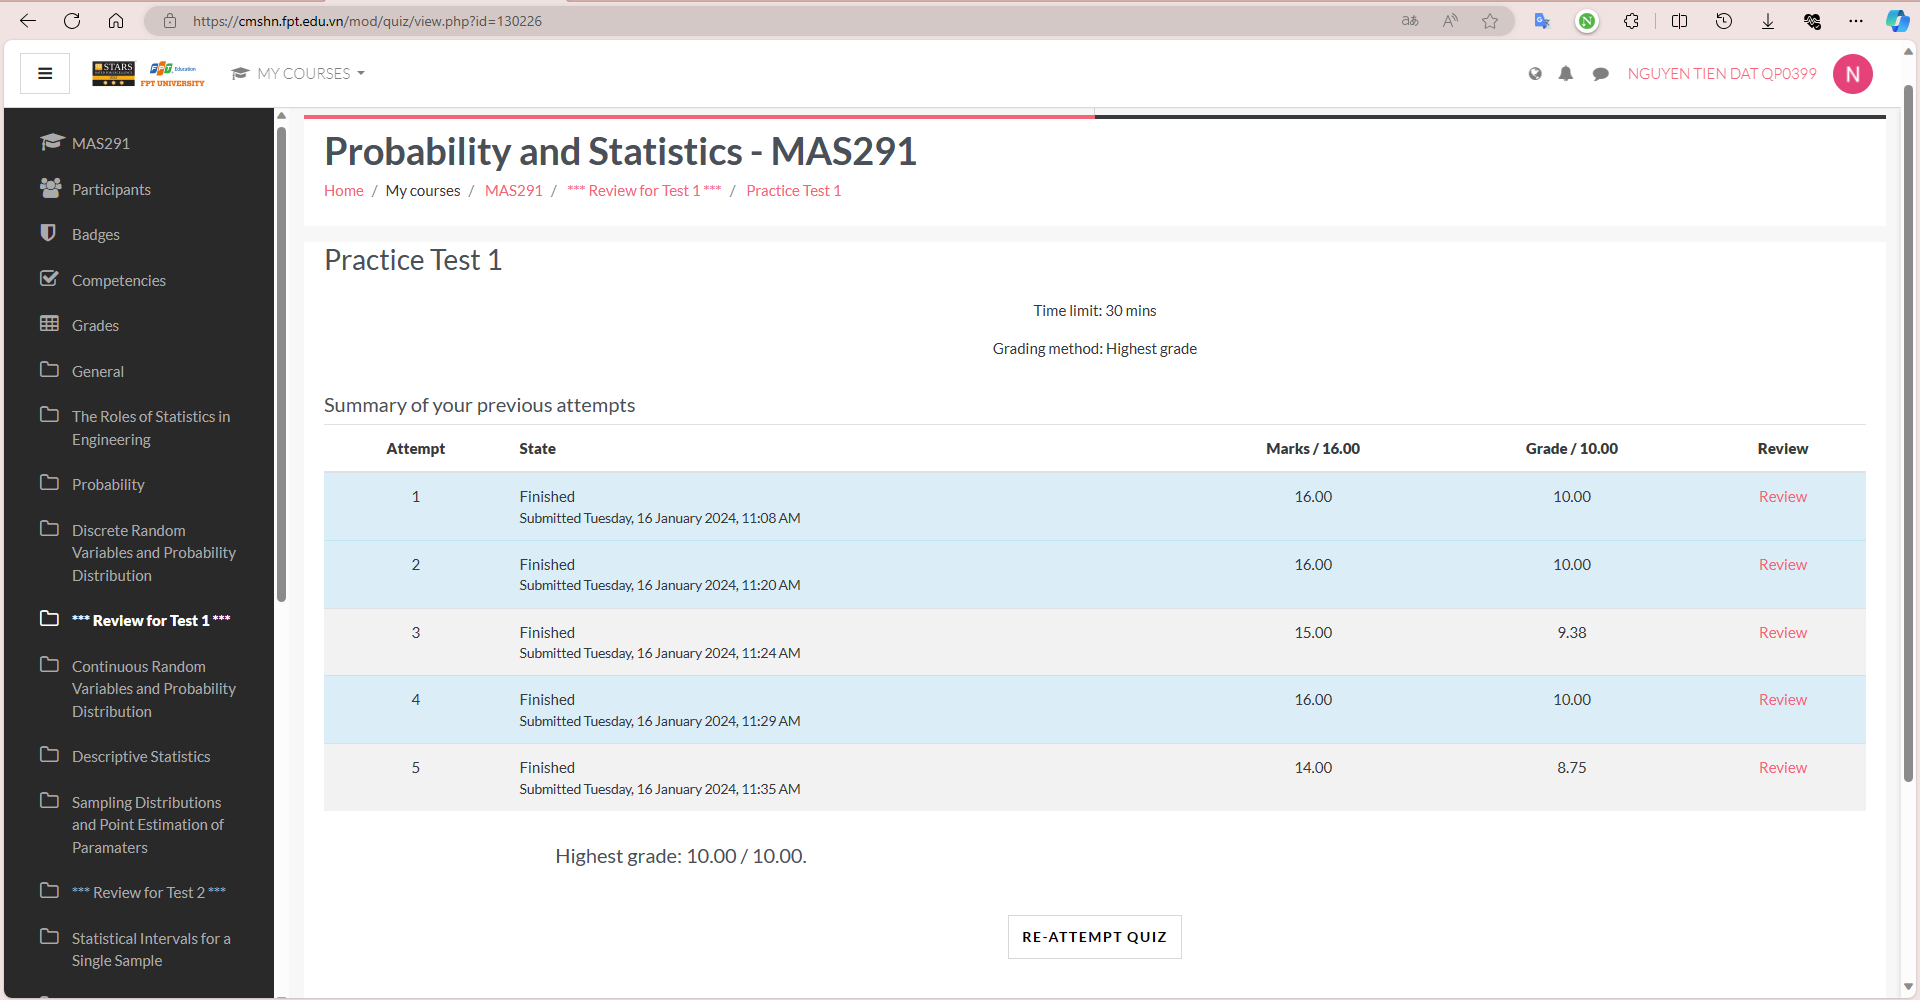 https://cmshn.fpt.edu.vn/mod/quiz/view.php?id=130226
STARS
FPT Education
FPT UNIVERSITY
MY COURSES
NGUYEN TIEN DAT QP0399
N
MAS291
Participants
Badges
Competencies
Grades
General
The Roles of Statistics in
Engineering
Probability
Discrete Random
Variables and Probability
Distribution
*** Review for Test 1 ***
Continuous Random
Variables and Probability
Distribution
Descriptive Statistics
Sampling Distributions
and Point Estimation of
Paramaters
*** Review for Test 2 ***
Statistical Intervals for a
Single Sample
Probability and Statistics - MAS291
Home / My courses / MAS291 / *** Review for Test 1 *** / Practice Test 1
Practice Test 1
Time limit: 30 mins
Grading method: Highest grade
Summary of your previous attempts
Attempt State Marks / 16.00 Grade / 10.00 Review
1 Finished 16.00 10.00 Review
Submitted Tuesday, 16 January 2024, 11:08 AM
2 Finished 16.00 10.00 Review
Submitted Tuesday, 16 January 2024, 11:20 AM
3 Finished 15.00 9.38 Review
Submitted Tuesday, 16 January 2024, 11:24 AM
4 Finished 16.00 10.00 Review
Submitted Tuesday, 16 January 2024, 11:29 AM
5 Finished 14.00 8.75 Review
Submitted Tuesday, 16 January 2024, 11:35 AM
Highest grade: 10.00 / 10.00.
RE-ATTEMPT QUIZ